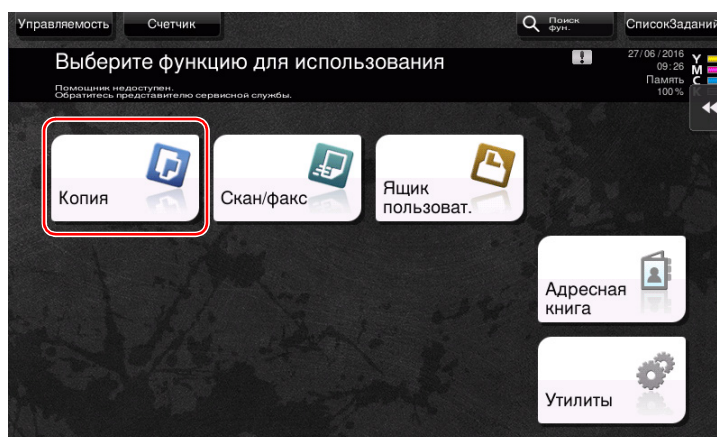 Управляемость
Счетчик
Поиск
фун.
СписокЗаданий
Выберите функцию для использования
Помощник недоступен.
Обратитесь представителю сервисной службы.
27/06/2016
09:26
Память
100%
Y
M
C
K
Копия
Скан/факс
Ящик
пользоват.
Адресная
книга
Утилиты